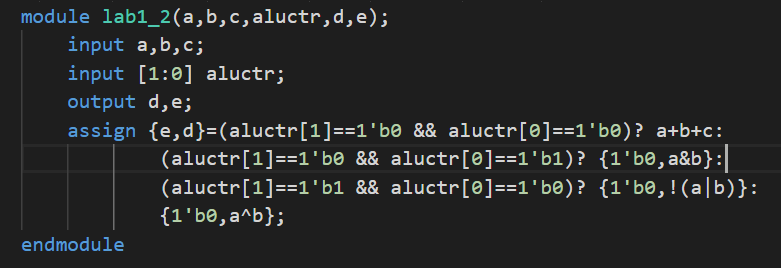 module lab1_2(a,b,c,aluctr,d,e);
    input a,b,c;
    input [1:0] aluctr;
    output d,e;
    assign {e,d}=(aluctr[1]==1'b0 && aluctr[0]==1'b0)? a+b+c:
            (aluctr[1]==1'b0 && aluctr[0]==1'b1)? {1'b0,a&b}:
            (aluctr[1]==1'b1 && aluctr[0]==1'b0)? {1'b0,!(a|b)}:
            {1'b0,a^b};
endmodule